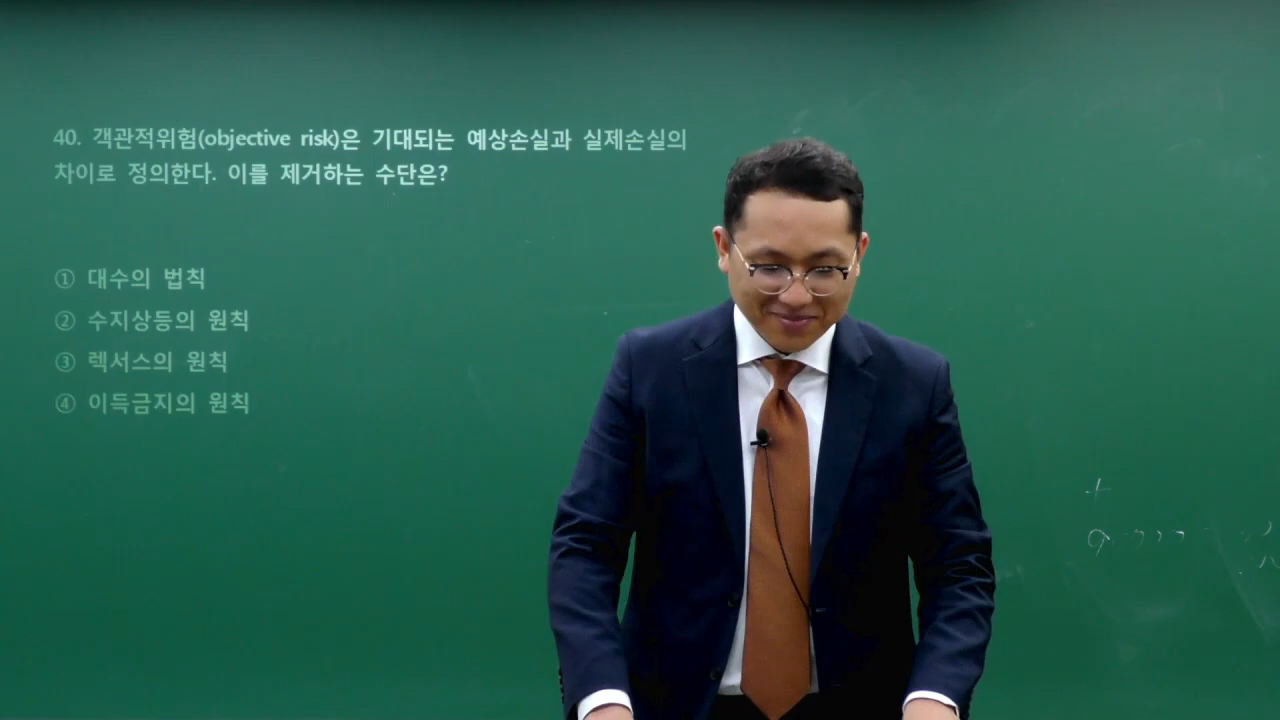 40. 객관적위험(objective risk)은 기대되는 예상손실과 실제손실의
차이로 정의한다. 이를 제거하는 수단은?
① 대수의 법칙
② 수지상등의 원칙
③ 렉서스의 원칙
④ 이득금지의 원칙